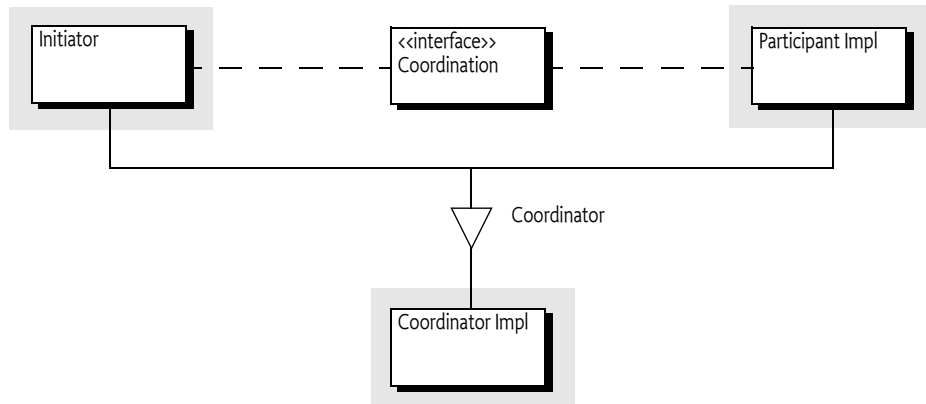 Initiator
<<interface>>
Coordination
Participant Impl
Coordinator
Coordinator Impl